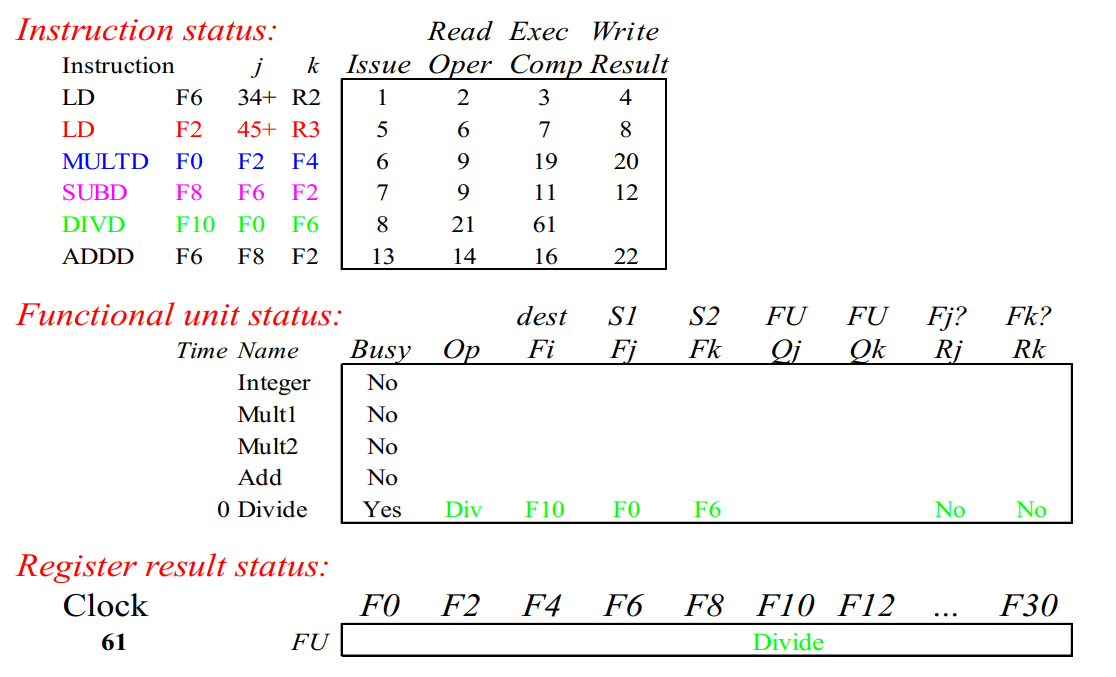 Instruction status: Read Exec Write
Instruction j k Issue Oper Comp Result
LD F6 34+ R2 1 2 3 4
LD F2 45+ R3 5 6 7 8
MULTD F0 F2 F4 6 9 19 20
SUBD F8 F6 F2 7 9 11 12
DIVD F10 F0 F6 8 21 61
ADDD F6 F8 F2 13 14 16 22
Functional unit status: dest S1 S2 FU FU Fj? Fk?
Time Name Busy Op Fi Fj Fk Qj Qk Rj Rk
Integer No
Mult1 No
Mult2 No
Add No
0 Divide Yes Div F10 F0 F6 No No
Register result status:
Clock F0 F2 F4 F6 F8 F10 F12 ... F30
61 FU Divide